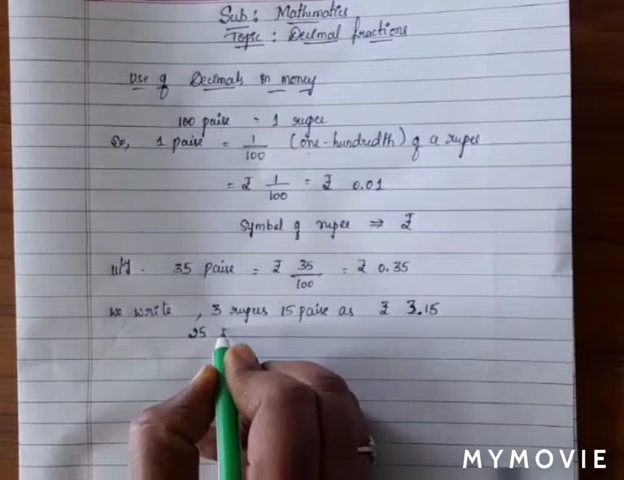 Sub : Mathematics
Topic : Decimal fractions
Use of Decimals in money
100 paise = 1 rupee
So, 1 paise = 1/100 (one-hundredth) of a rupee
= ₹ 1/100 = ₹ 0.01
Symbol of rupee ⇒ ₹
111ly. 35 paise = ₹ 35/100 = ₹ 0.35
We write , 3 rupees 15 paise as ₹ 3.15
25
MYMOVIE